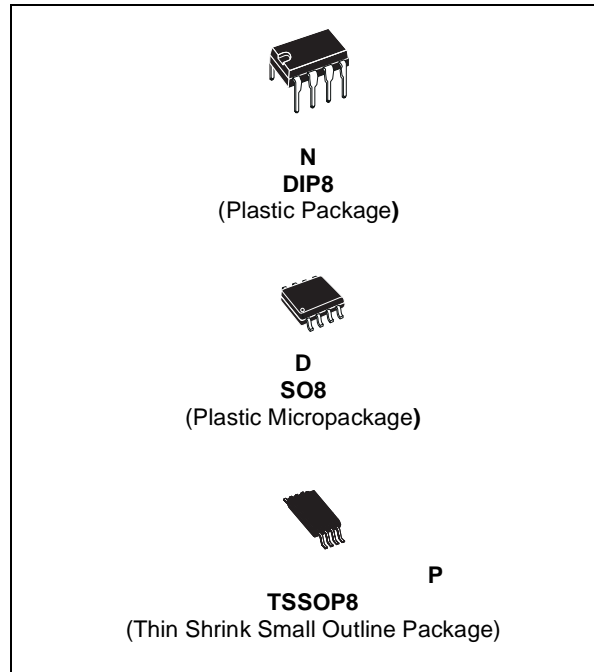 N
DIP8
(Plastic Package)
D
SO8
(Plastic Micropackage)
P
TSSOP8
(Thin Shrink Small Outline Package)